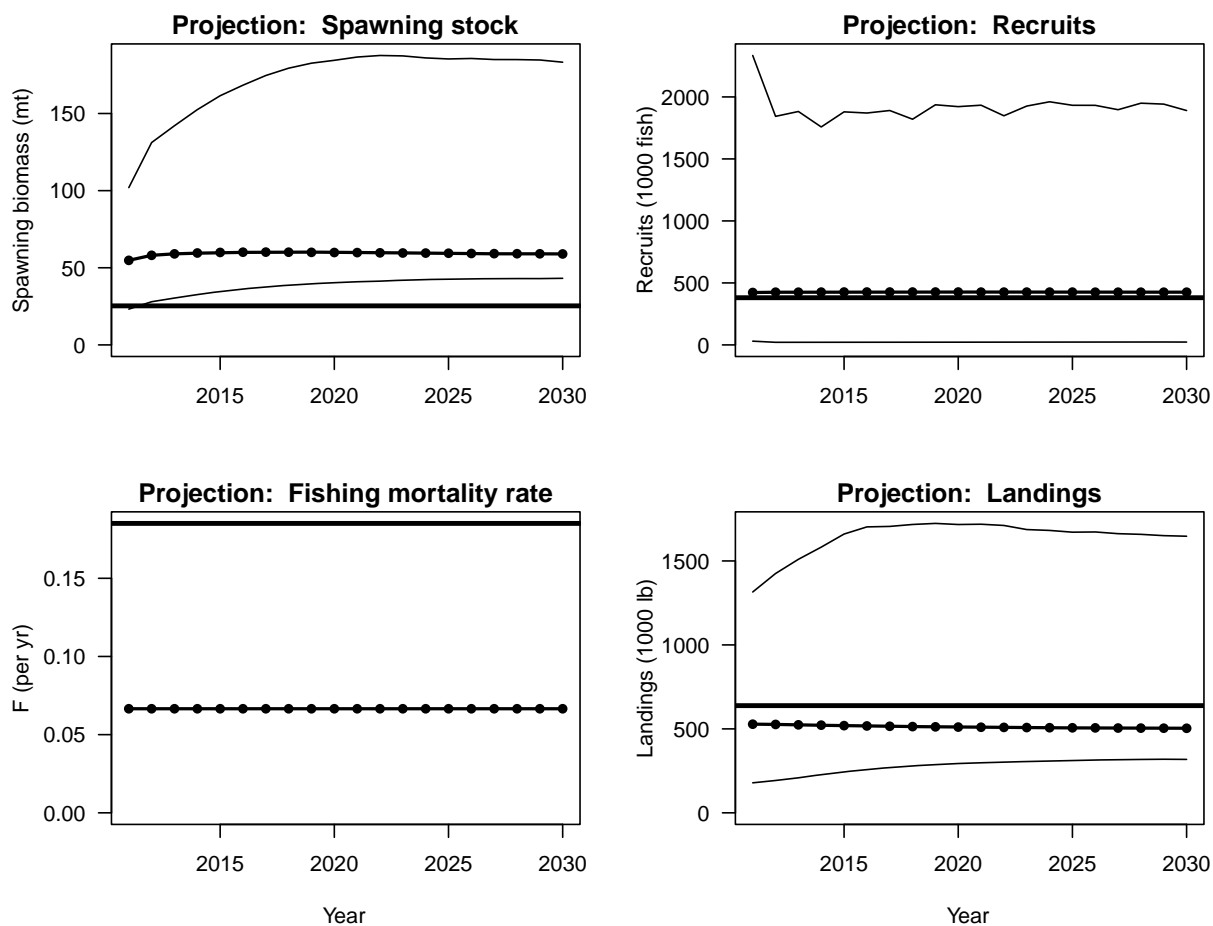 Projection: Spawning stock
Spawning biomass (mt)
150
100
50
0
2015 2020 2025 2030
Projection: Recruits
Recruits (1000 fish)
2000
1500
1000
500
0
2015 2020 2025 2030
Projection: Fishing mortality rate
F (per yr)
0.15
0.10
0.05
0.00
2015 2020 2025 2030
Year
Projection: Landings
Landings (1000 lb)
1500
1000
500
0
2015 2020 2025 2030
Year